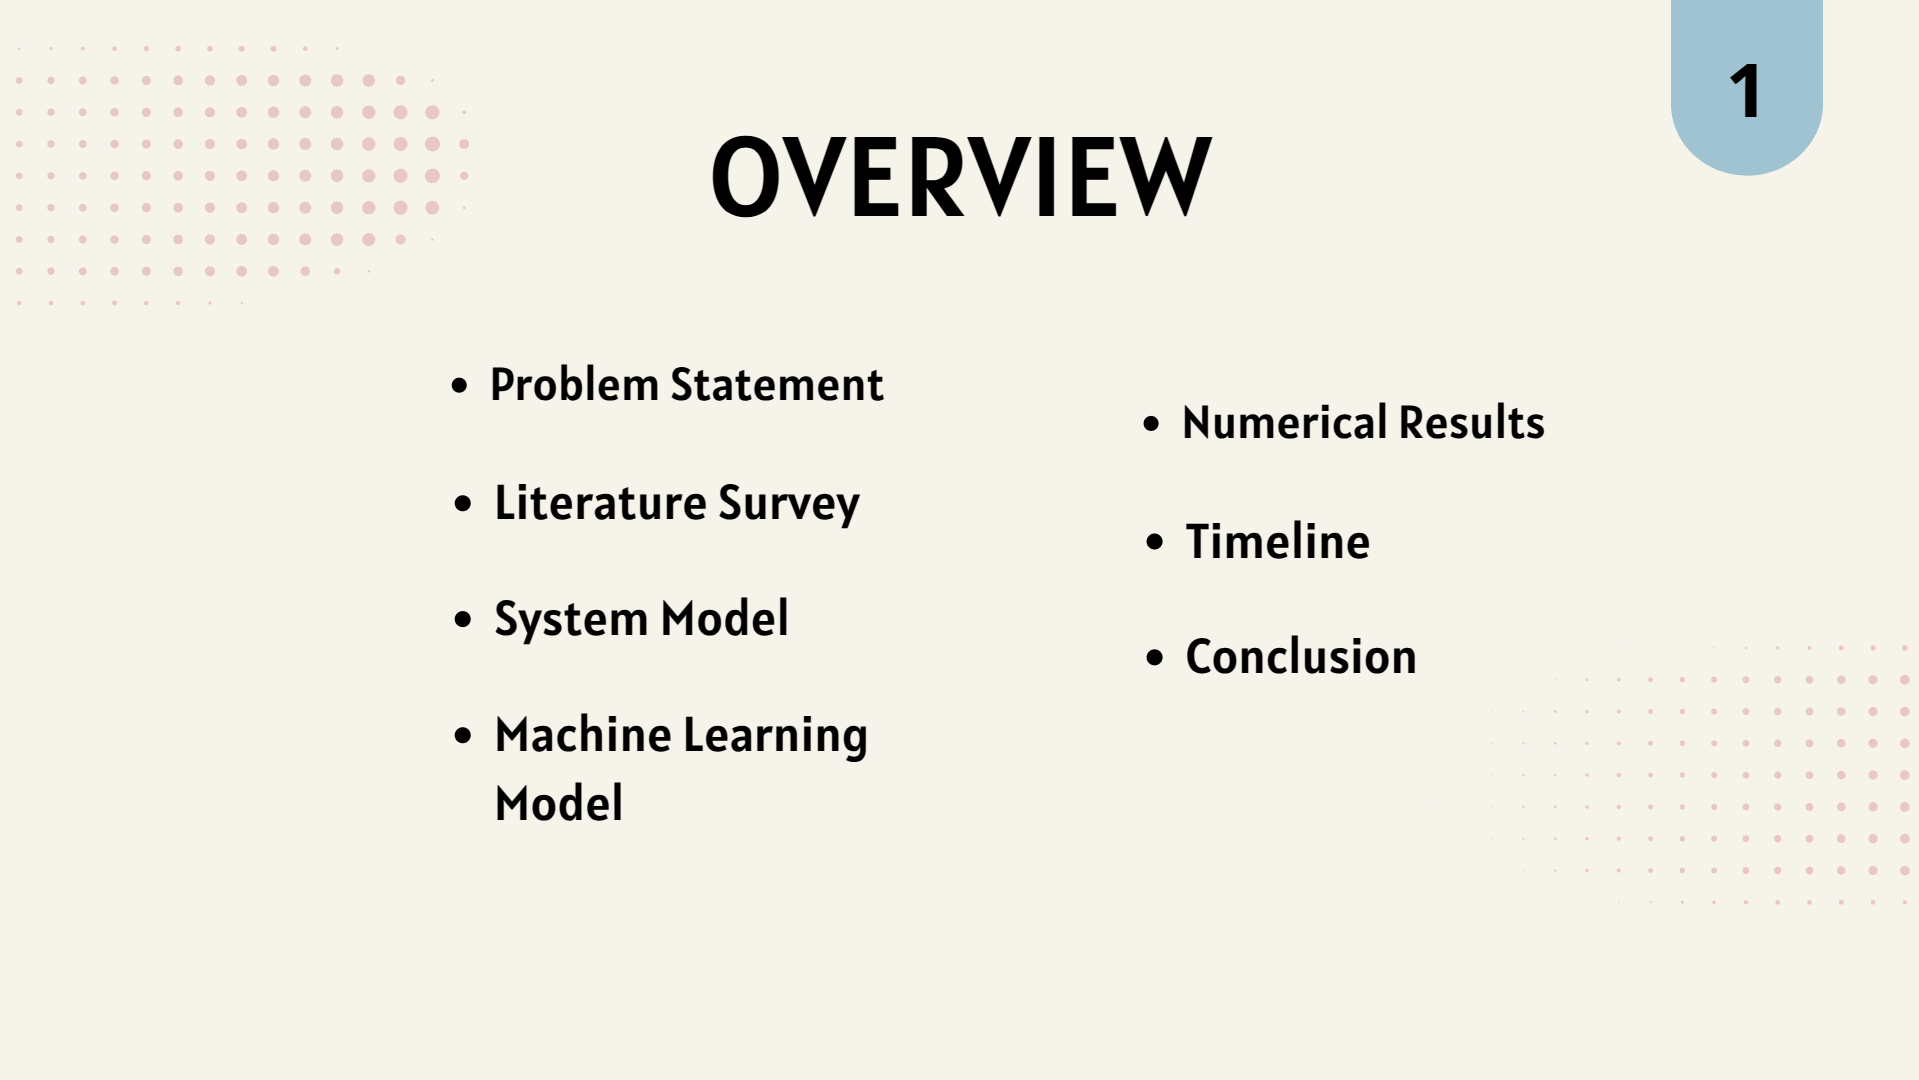 1
OVERVIEW
• Problem Statement
• Literature Survey
• System Model
• Machine Learning
Model
• Numerical Results
• Timeline
• Conclusion